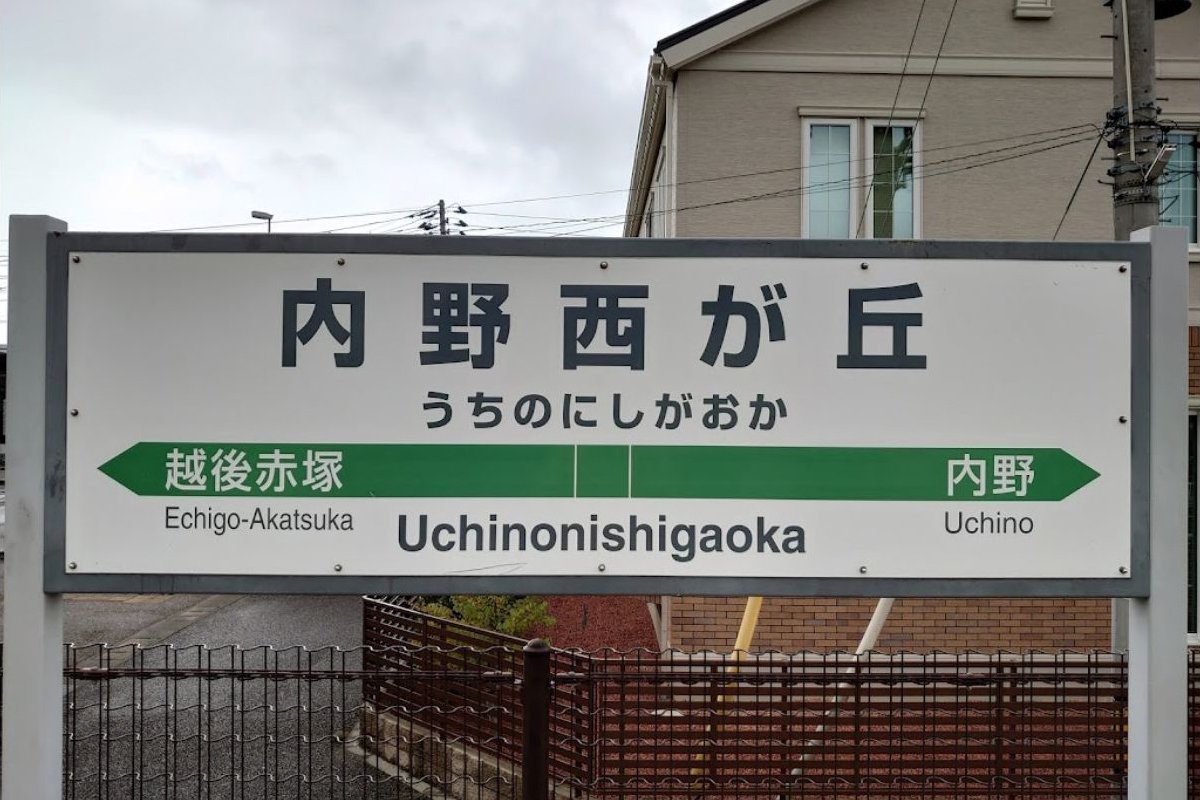 内野西が丘
うちのにしがおか
越後赤塚 内野
Echigo-Akatsuka Uchinonishigaoka Uchino